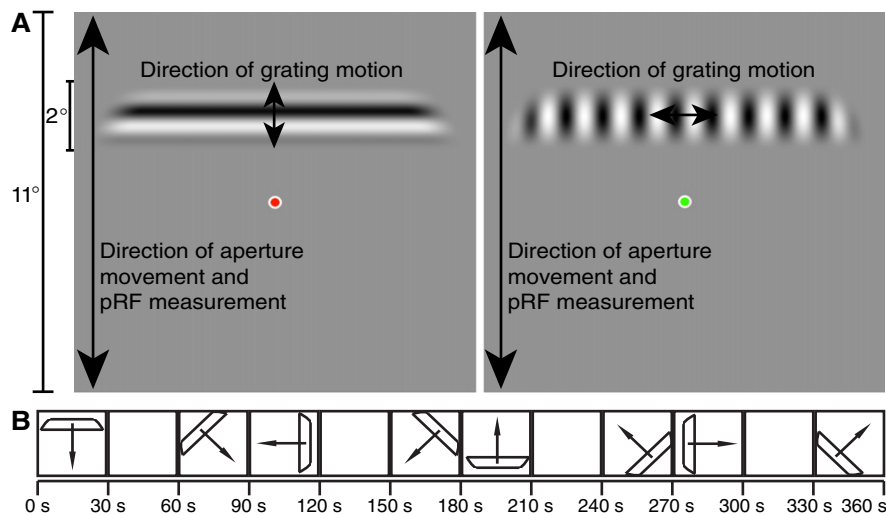 A
Direction of grating motion
2°
11°
Direction of aperture
movement and
pRF measurement
Direction of grating motion
Direction of aperture
movement and
pRF measurement
B
0 s 30 s 60 s 90 s 120 s 150 s 180 s 210 s 240 s 270 s 300 s 330 s 360 s